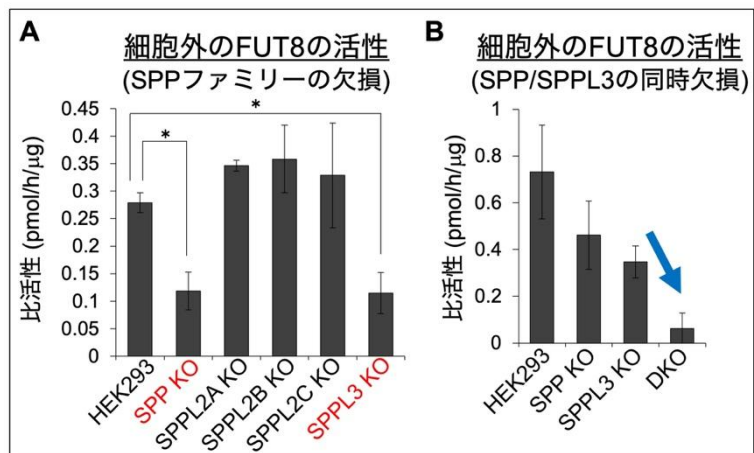 A
細胞外のFUT8の活性
(SPPファミリーの欠損)
比活性 (pmol/h/μg)
0.45
0.4
0.35
0.3
0.25
0.2
0.15
0.1
0.05
0
*
*
HEK293
SPP KO
SPPL2A KO
SPPL2B KO
SPPL2C KO
SPPL3 KO
B
細胞外のFUT8の活性
(SPP/SPPL3の同時欠損)
比活性 (pmol/h/μg)
1
0.8
0.6
0.4
0.2
0
HEK293
SPP KO
SPPL3 KO
DKO